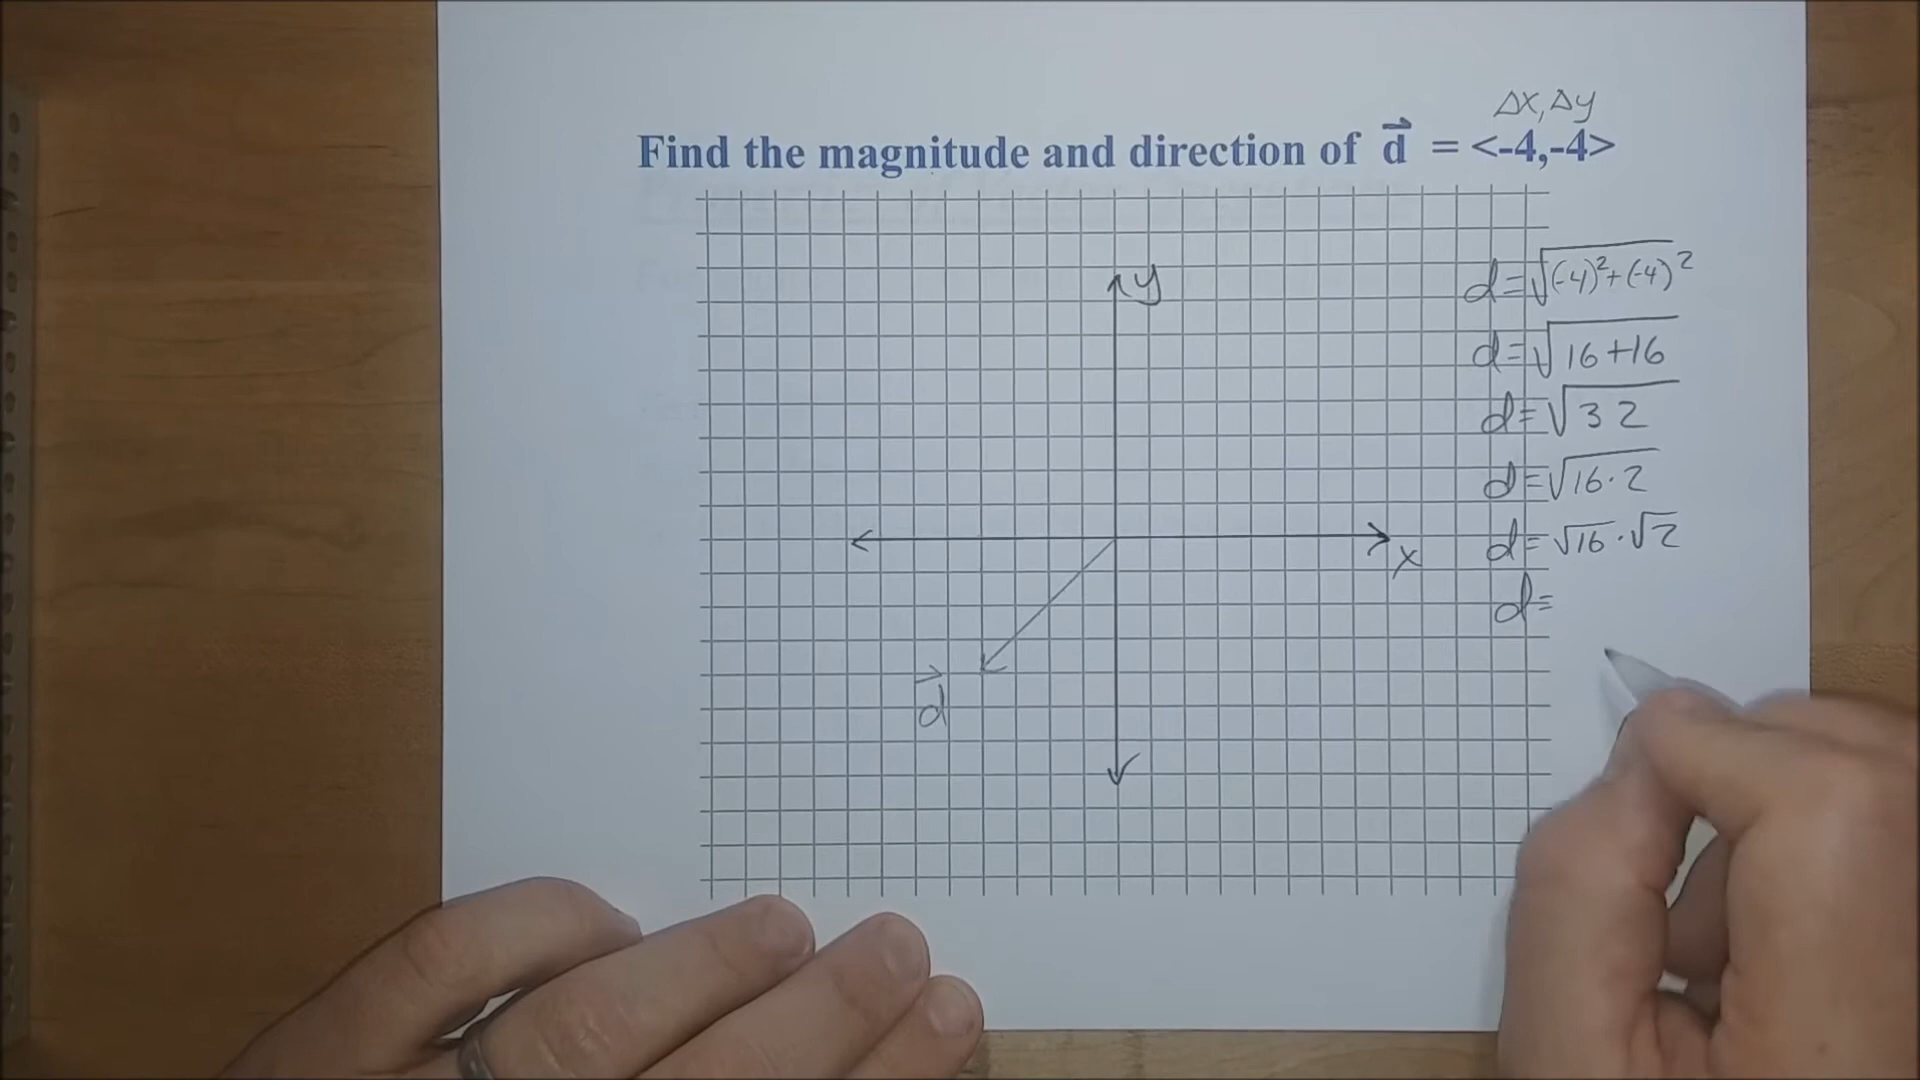 Δx, Δy
Find the magnitude and direction of d⃗ = <-4,-4>
y
d=√(-4)²+(-4)²
d=√16+16
d=√32
d=√16·2
x
d=√16·√2
d=
d⃗